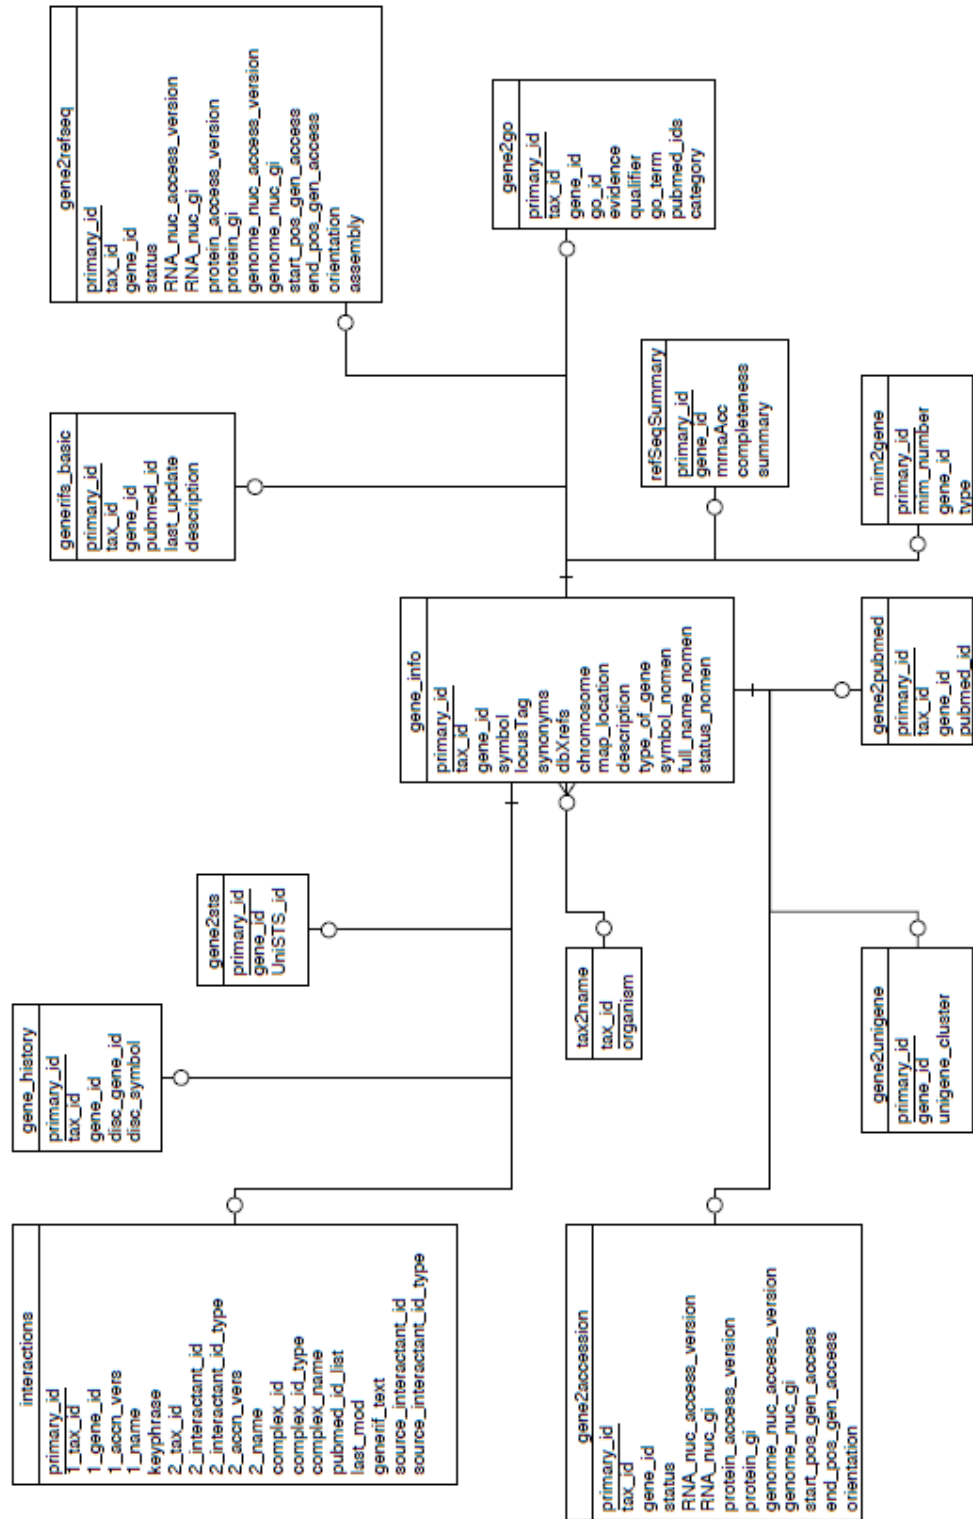 interactions
primary_id
1_tax_id
1_gene_id
1_accn_vers
1_name
keyphrase
2_tax_id
2_interactant_id
2_interactant_id_type
2_accn_vers
2_name
complex_id
complex_id_type
complex_name
pubmed_id_list
last_mod
generif_text
source_interactant_id
source_interactant_id_type
gene_history
primary_id
tax_id
gene_id
disc_gene_id
disc_symbol
gene2sts
primary_id
gene_id
UniSTS_id
generifs_basic
primary_id
tax_id
gene_id
pubmed_id
last_update
description
gene2refseq
primary_id
tax_id
gene_id
status
RNA_nuc_access_version
RNA_nuc_gi
protein_access_version
protein_gi
genome_nuc_access_version
genome_nuc_gi
start_pos_gen_access
end_pos_gen_access
orientation
assembly
gene_info
primary_id
tax_id
gene_id
symbol
locusTag
synonyms
dbXrefs
chromosome
map_location
description
type_of_gene
symbol_nomen
full_name_nomen
status_nomen
gene2go
primary_id
tax_id
gene_id
go_id
evidence
qualifier
go_term
pubmed_ids
category
gene2accession
primary_id
tax_id
gene_id
status
RNA_nuc_access_version
RNA_nuc_gi
protein_access_version
protein_gi
genome_nuc_access_version
genome_nuc_gi
start_pos_gen_access
end_pos_gen_access
orientation
tax2name
tax_id
organism
refSeqSummary
primary_id
gene_id
mrnaAcc
completeness
summary
gene2unigene
primary_id
gene_id
unigene_cluster
gene2pubmed
primary_id
tax_id
gene_id
pubmed_id
mim2gene
primary_id
mim_number
gene_id
type